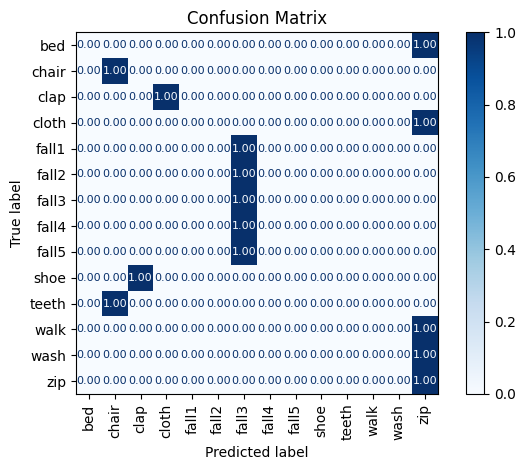 Confusion Matrix
bed 0.00 0.00 0.00 0.00 0.00 0.00 0.00 0.00 0.00 0.00 0.00 0.00 0.00 1.00
chair 0.00 1.00 0.00 0.00 0.00 0.00 0.00 0.00 0.00 0.00 0.00 0.00 0.00 0.00
clap 0.00 0.00 0.00 1.00 0.00 0.00 0.00 0.00 0.00 0.00 0.00 0.00 0.00 0.00
cloth 0.00 0.00 0.00 0.00 0.00 0.00 0.00 0.00 0.00 0.00 0.00 0.00 0.00 1.00
fall1 0.00 0.00 0.00 0.00 0.00 0.00 1.00 0.00 0.00 0.00 0.00 0.00 0.00 0.00
fall2 0.00 0.00 0.00 0.00 0.00 0.00 1.00 0.00 0.00 0.00 0.00 0.00 0.00 0.00
fall3 0.00 0.00 0.00 0.00 0.00 0.00 1.00 0.00 0.00 0.00 0.00 0.00 0.00 0.00
fall4 0.00 0.00 0.00 0.00 0.00 0.00 1.00 0.00 0.00 0.00 0.00 0.00 0.00 0.00
fall5 0.00 0.00 0.00 0.00 0.00 0.00 1.00 0.00 0.00 0.00 0.00 0.00 0.00 0.00
shoe 0.00 0.00 1.00 0.00 0.00 0.00 0.00 0.00 0.00 0.00 0.00 0.00 0.00 0.00
teeth 0.00 1.00 0.00 0.00 0.00 0.00 0.00 0.00 0.00 0.00 0.00 0.00 0.00 0.00
walk 0.00 0.00 0.00 0.00 0.00 0.00 0.00 0.00 0.00 0.00 0.00 0.00 0.00 1.00
wash 0.00 0.00 0.00 0.00 0.00 0.00 0.00 0.00 0.00 0.00 0.00 0.00 0.00 1.00
zip 0.00 0.00 0.00 0.00 0.00 0.00 0.00 0.00 0.00 0.00 0.00 0.00 0.00 1.00
True label
bed chair clap cloth fall1 fall2 fall3 fall4 fall5 shoe teeth walk wash zip
Predicted label
1.0
0.8
0.6
0.4
0.2
0.0